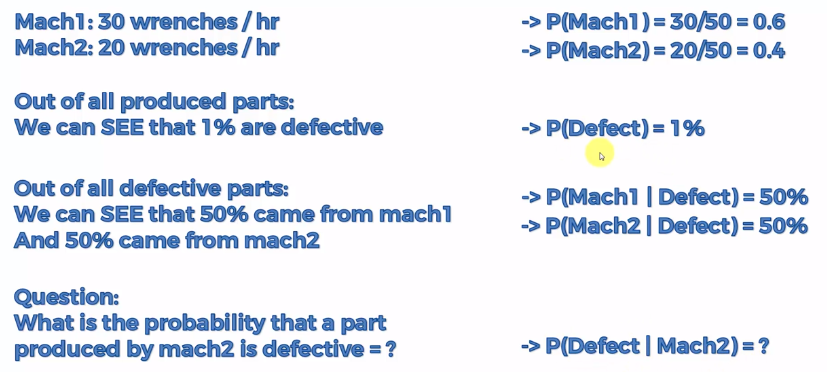 Mach1: 30 wrenches / hr
-> P(Mach1) = 30/50 = 0.6
Mach2: 20 wrenches / hr
-> P(Mach2) = 20/50 = 0.4
Out of all produced parts:
We can SEE that 1% are defective
-> P(Defect) = 1%
Out of all defective parts:
We can SEE that 50% came from mach1
-> P(Mach1 | Defect) = 50%
And 50% came from mach2
-> P(Mach2 | Defect) = 50%
Question:
What is the probability that a part
produced by mach2 is defective = ?
-> P(Defect | Mach2) = ?